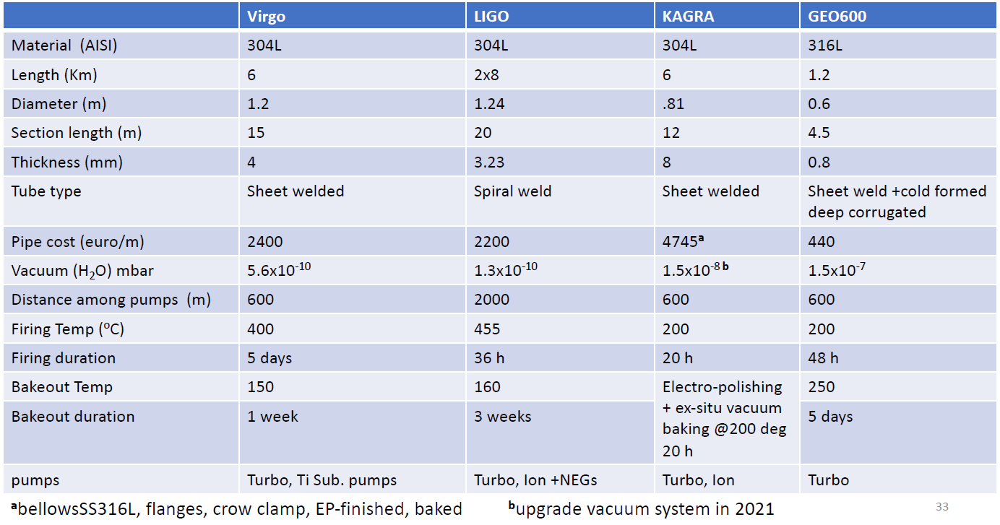 Virgo LIGO KAGRA GEO600
Material (AISI) 304L 304L 304L 316L
Length (Km) 6 2x8 6 1.2
Diameter (m) 1.2 1.24 .81 0.6
Section length (m) 15 20 12 4.5
Thickness (mm) 4 3.23 8 0.8
Tube type Sheet welded Spiral weld Sheet welded Sheet weld +cold formed
deep corrugated
Pipe cost (euro/m) 2400 2200 4745ᵃ 440
Vacuum (H₂O) mbar 5.6x10⁻¹⁰ 1.3x10⁻¹⁰ 1.5x10⁻⁸ ᵇ 1.5x10⁻⁷
Distance among pumps (m) 600 2000 600 600
Firing Temp (ᴼC) 400 455 200 200
Firing duration 5 days 36 h 20 h 48 h
Bakeout Temp 150 160 Electro-polishing 250
+ ex-situ vacuum
Bakeout duration 1 week 3 weeks baking @200 deg 5 days
20 h
pumps Turbo, Ti Sub. pumps Turbo, Ion +NEGs Turbo, Ion Turbo
ᵃbellowsSS316L, flanges, crow clamp, EP-finished, baked ᵇupgrade vacuum system in 2021 33